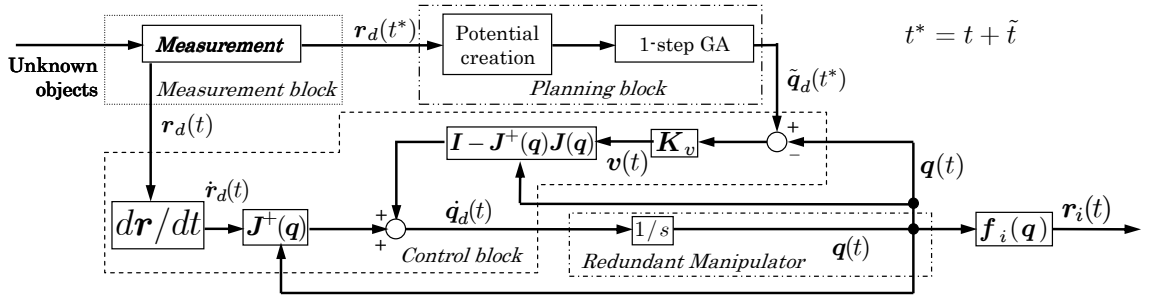 Measurement
r_d(t*)
Potential
creation
1-step GA
t* = t + t̃
Unknown
objects
Measurement block
Planning block
q̃_d(t*)
r_d(t)
+
−
I − J⁺(q)J(q)
v(t)
K_v
q(t)
ṙ_d(t)
dr/dt
J⁺(q)
+
+
q̇_d(t)
1/s
q(t)
f_i(q)
r_i(t)
Control block
Redundant Manipulator